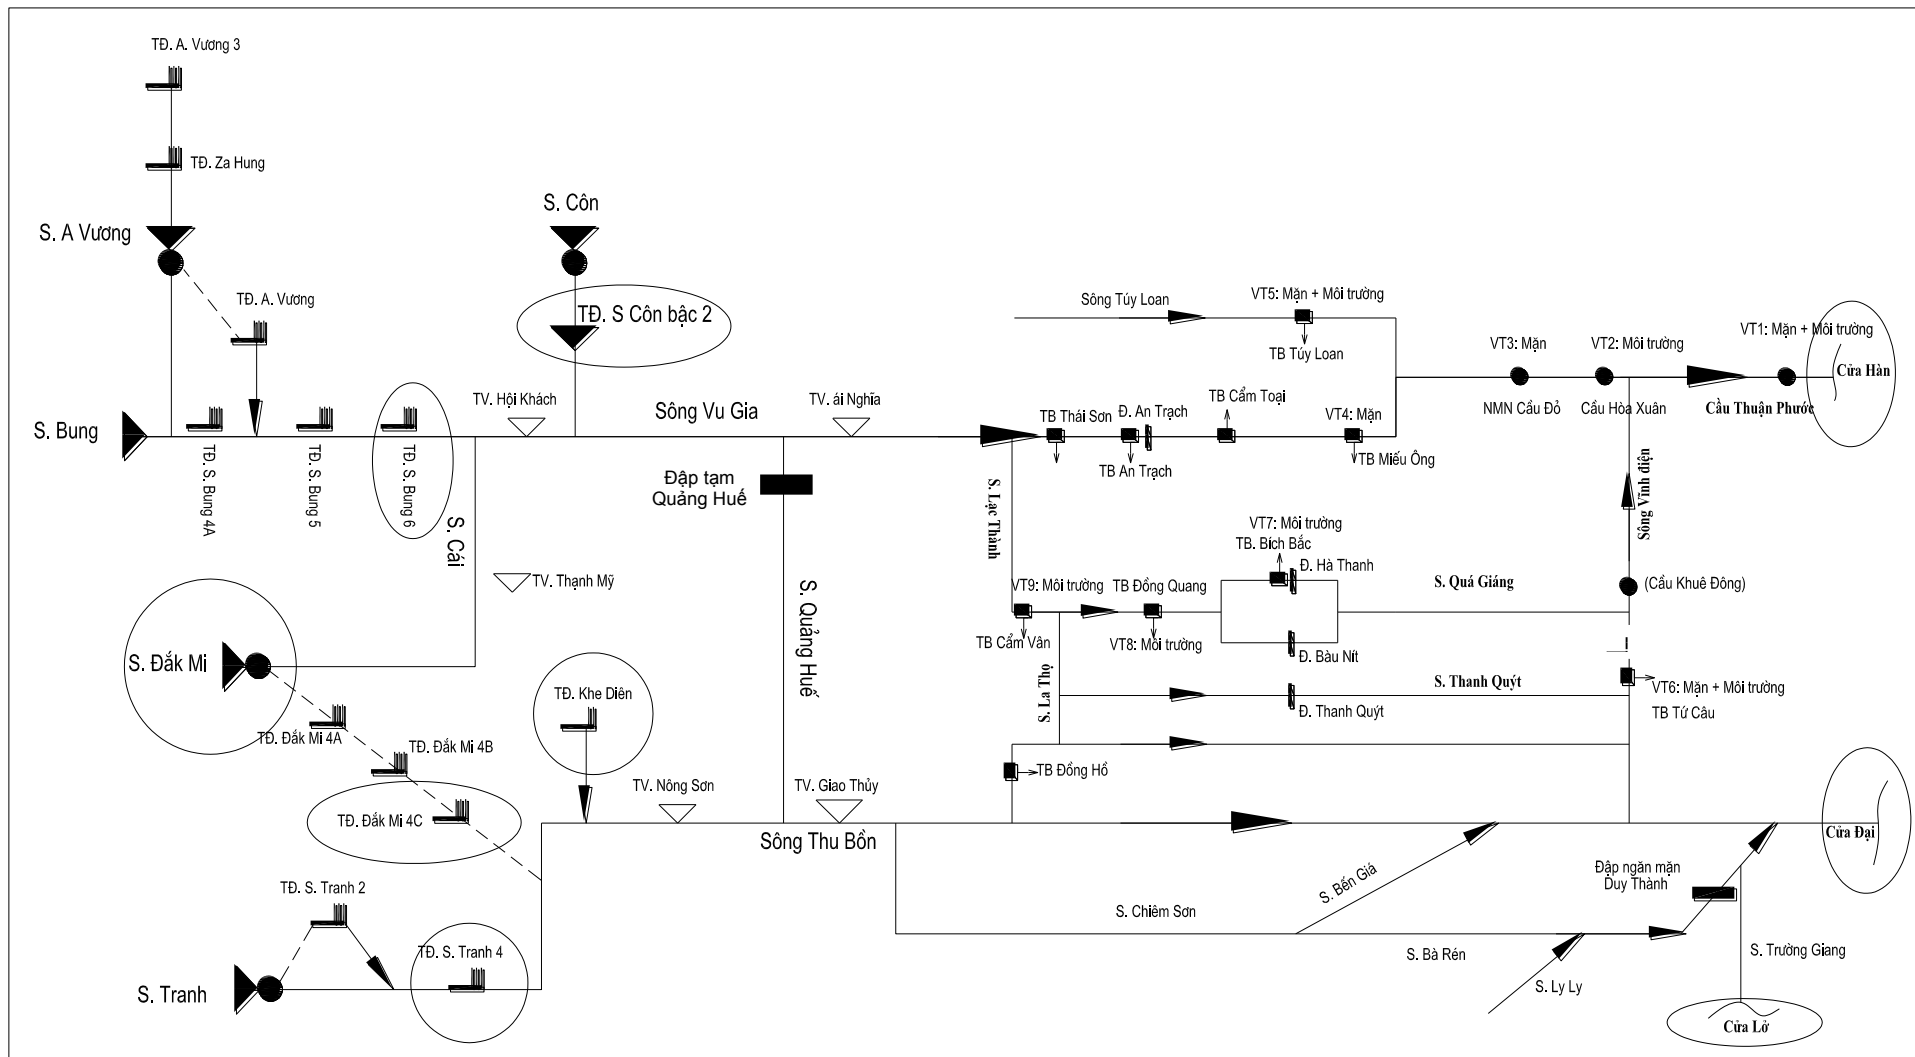 TĐ. A. Vương 3
TĐ. Za Hung
S. Côn
S. A Vương
TĐ. A. Vương
TĐ. S Côn bậc 2
Sông Túy Loan
VT5: Mặn + Môi trường
TB Túy Loan
VT3: Mặn
VT2: Môi trường
VT1: Mặn + Môi trường
Cửa Hàn
NMN Cầu Đỏ
Cầu Hòa Xuân
Cầu Thuận Phước
S. Bung
TĐ. S. Bung 4A
TĐ. S. Bung 5
TĐ. S. Bung 6
TV. Hội Khách
Sông Vu Gia
TV. ái Nghĩa
TB Thái Sơn
Đ. An Trạch
TB An Trạch
TB Cẩm Toại
VT4: Mặn
TB Miếu Ông
Đập tạm
Quảng Huế
S. Cái
S. Lạc Thành
Sông Vĩnh điện
TV. Thạnh Mỹ
S. Quảng Huế
VT7: Môi trường
TB. Bích Bắc
Đ. Hà Thanh
VT9: Môi trường
TB Đồng Quang
S. Quá Giáng
(Cầu Khuê Đông)
TB Cẩm Vân
VT8: Môi trường
Đ. Bàu Nít
S. Đắk Mi
S. La Thọ
S. Thanh Quýt
Đ. Thanh Quýt
VT6: Mặn + Môi trường
TB Tứ Câu
TĐ. Khe Diên
TĐ. Đắk Mi 4A
TĐ. Đắk Mi 4B
TĐ. Đắk Mi 4C
TB Đồng Hồ
TV. Nông Sơn
TV. Giao Thủy
Sông Thu Bồn
Cửa Đại
TĐ. S. Tranh 2
S. Bến Giá
Đập ngăn mặn
Duy Thành
S. Chiêm Sơn
TĐ. S. Tranh 4
S. Bà Rén
S. Trường Giang
S. Tranh
S. Ly Ly
Cửa Lở